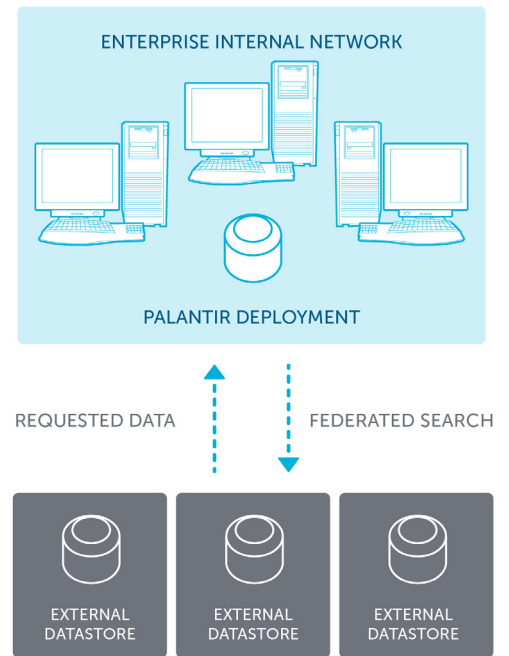 ENTERPRISE INTERNAL NETWORK
PALANTIR DEPLOYMENT
REQUESTED DATA
FEDERATED SEARCH
EXTERNAL
DATASTORE
EXTERNAL
DATASTORE
EXTERNAL
DATASTORE